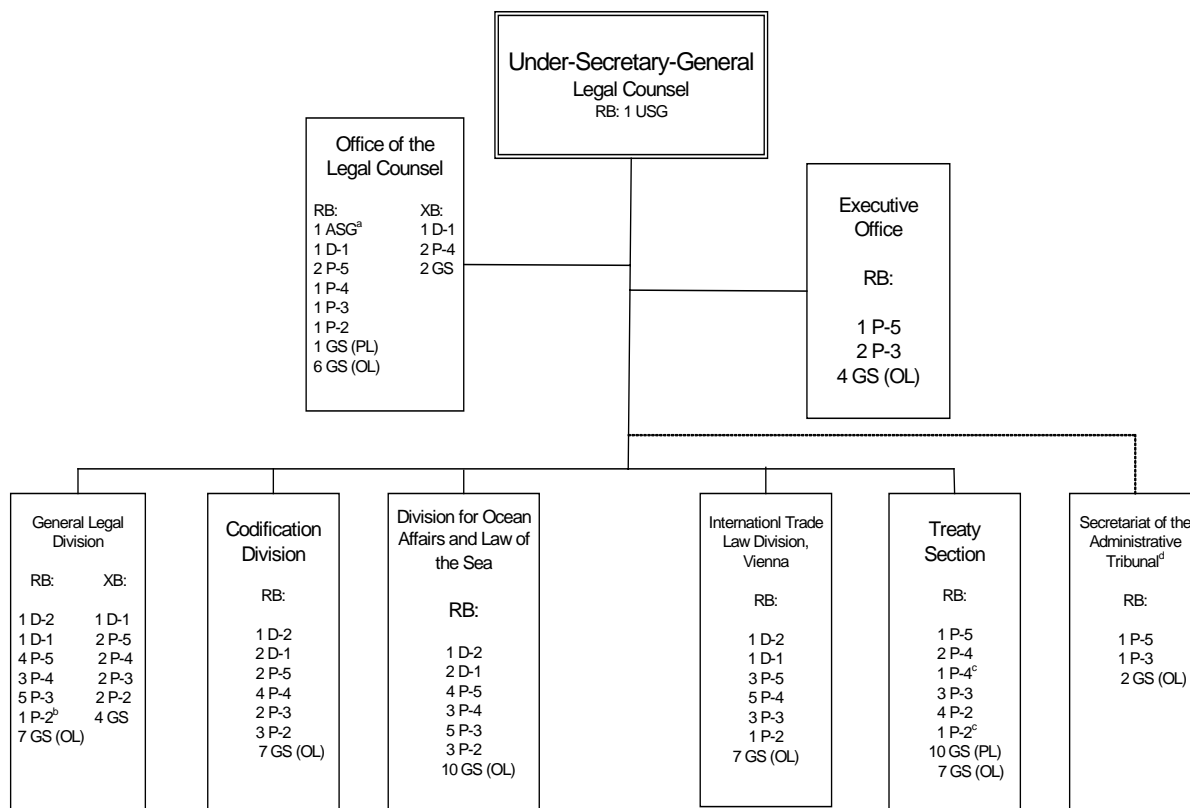 Under-Secretary-General
Legal Counsel
RB: 1 USG
Office of the
Legal Counsel
RB:
1 ASGa
1 D-1
2 P-5
1 P-4
1 P-3
1 P-2
1 GS (PL)
6 GS (OL)
XB:
1 D-1
2 P-4
2 GS
Executive
Office
RB:
1 P-5
2 P-3
4 GS (OL)
General Legal
Division
RB:
1 D-2
1 D-1
4 P-5
3 P-4
5 P-3
1 P-2b
7 GS (OL)
XB:
1 D-1
2 P-5
2 P-4
2 P-3
2 P-2
4 GS
Codification
Division
RB:
1 D-2
2 D-1
2 P-5
4 P-4
2 P-3
3 P-2
7 GS (OL)
Division for Ocean
Affairs and Law of
the Sea
RB:
1 D-2
2 D-1
4 P-5
3 P-4
5 P-3
3 P-2
10 GS (OL)
Internationl Trade
Law Division,
Vienna
RB:
1 D-2
1 D-1
3 P-5
5 P-4
3 P-3
1 P-2
7 GS (OL)
Treaty
Section
RB:
1 P-5
2 P-4
1 P-4c
3 P-3
4 P-2
1 P-2c
10 GS (PL)
7 GS (OL)
Secretariat of the
Administrative
Tribunald
RB:
1 P-5
1 P-3
2 GS (OL)